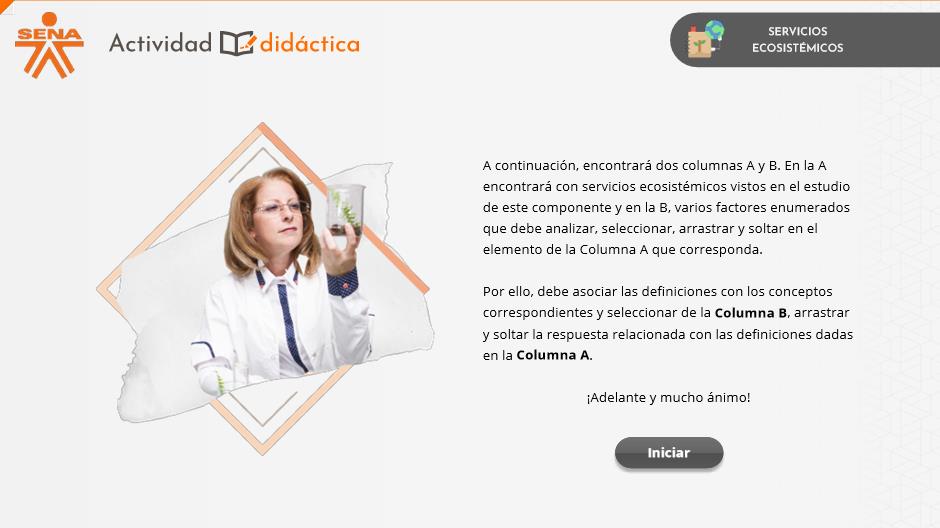 SENA
Actividad didáctica
SERVICIOS
ECOSISTÉMICOS
A continuación, encontrará dos columnas A y B. En la A
encontrará con servicios ecosistémicos vistos en el estudio
de este componente y en la B, varios factores enumerados
que debe analizar, seleccionar, arrastrar y soltar en el
elemento de la Columna A que corresponda.
Por ello, debe asociar las definiciones con los conceptos
correspondientes y seleccionar de la Columna B, arrastrar
y soltar la respuesta relacionada con las definiciones dadas
en la Columna A.
¡Adelante y mucho ánimo!
Iniciar